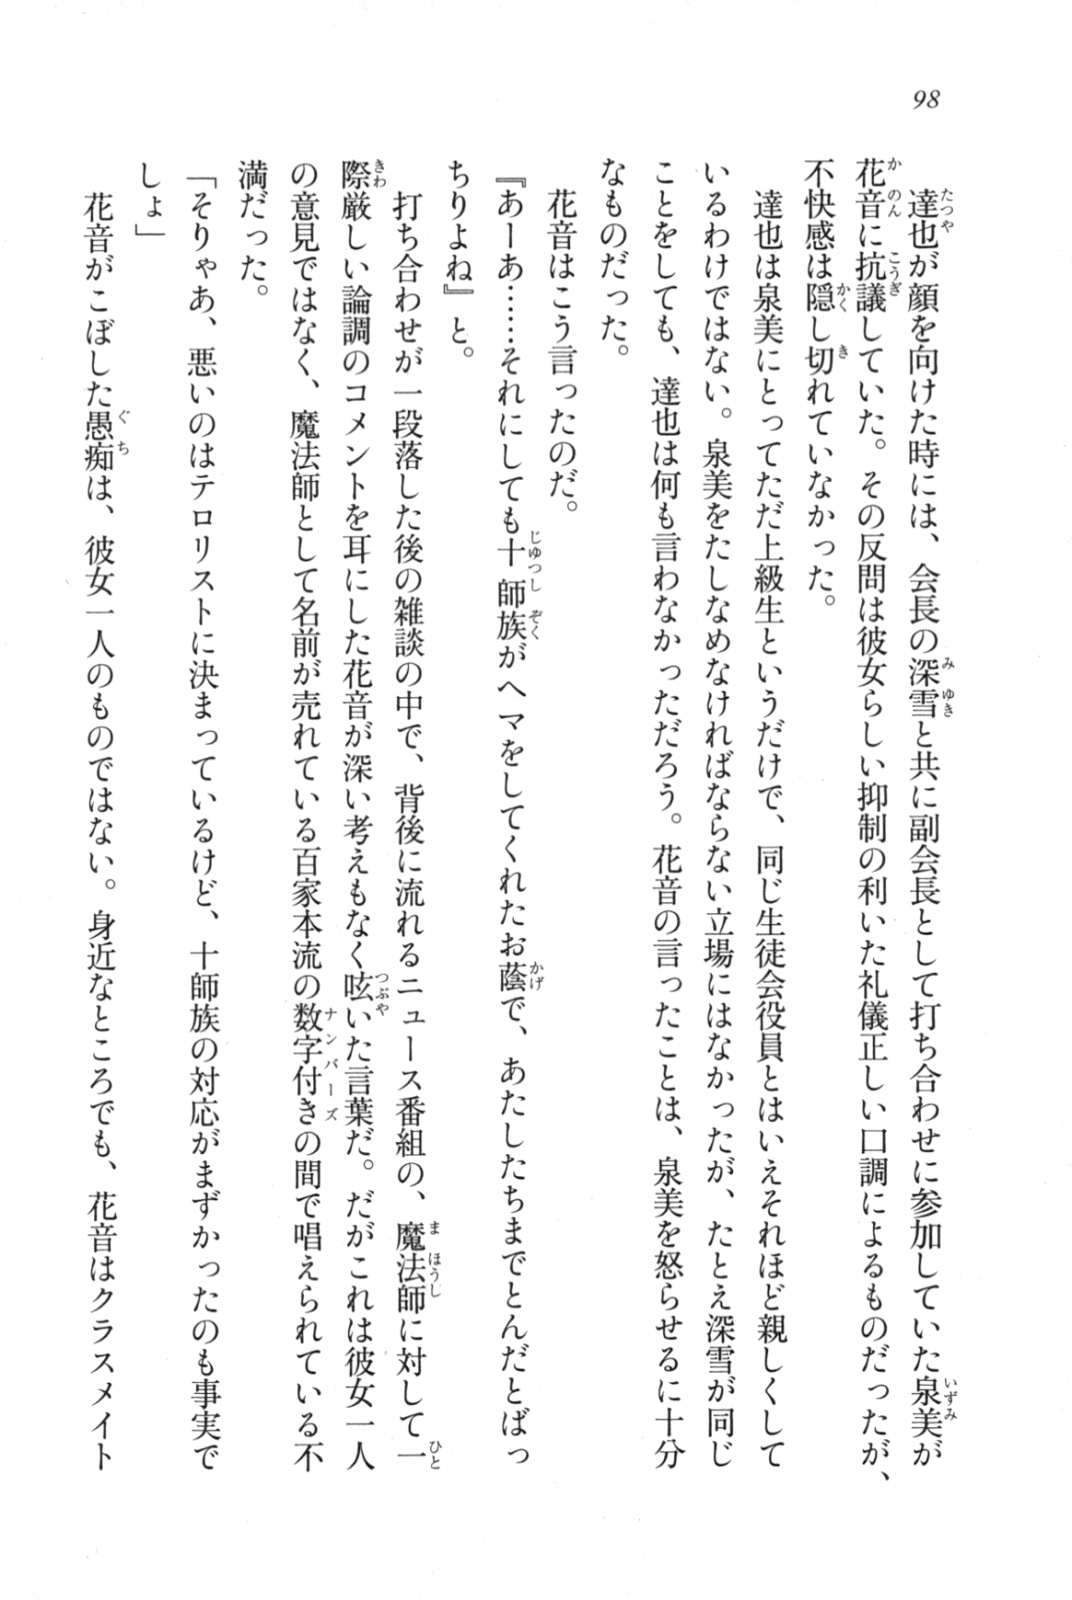 98
達也が顔を向けた時には、会長の深雪と共に副会長として打ち合わせに参加していた泉美が
花音に抗議していた。その反問は彼女らしい抑制の利いた礼儀正しい口調によるものだったが、
不快感は隠し切れていなかった。
達也は泉美にとってただ上級生というだけで、同じ生徒会役員とはいえそれほど親しくして
いるわけではない。泉美をたしなめなければならない立場にはなかったが、たとえ深雪が同じ
ことをしても、達也は何も言わなかっただろう。花音の言ったことは、泉美を怒らせるに十分
なものだった。
花音はこう言ったのだ。
『あーあ……それにしても十師族がヘマをしてくれたお蔭で、あたしたちまでとんだとばっ
ちりよね』と。
打ち合わせが一段落した後の雑談の中で、背後に流れるニュース番組の、魔法師に対して一
際厳しい論調のコメントを耳にした花音が深い考えもなく呟いた言葉だ。だがこれは彼女一人
の意見ではなく、魔法師として名前が売れている百家本流の数字付きの間で唱えられている不
満だった。
「そりゃあ、悪いのはテロリストに決まっているけど、十師族の対応がまずかったのも事実で
しょ」
花音がこぼした愚痴は、彼女一人のものではない。身近なところでも、花音はクラスメイト